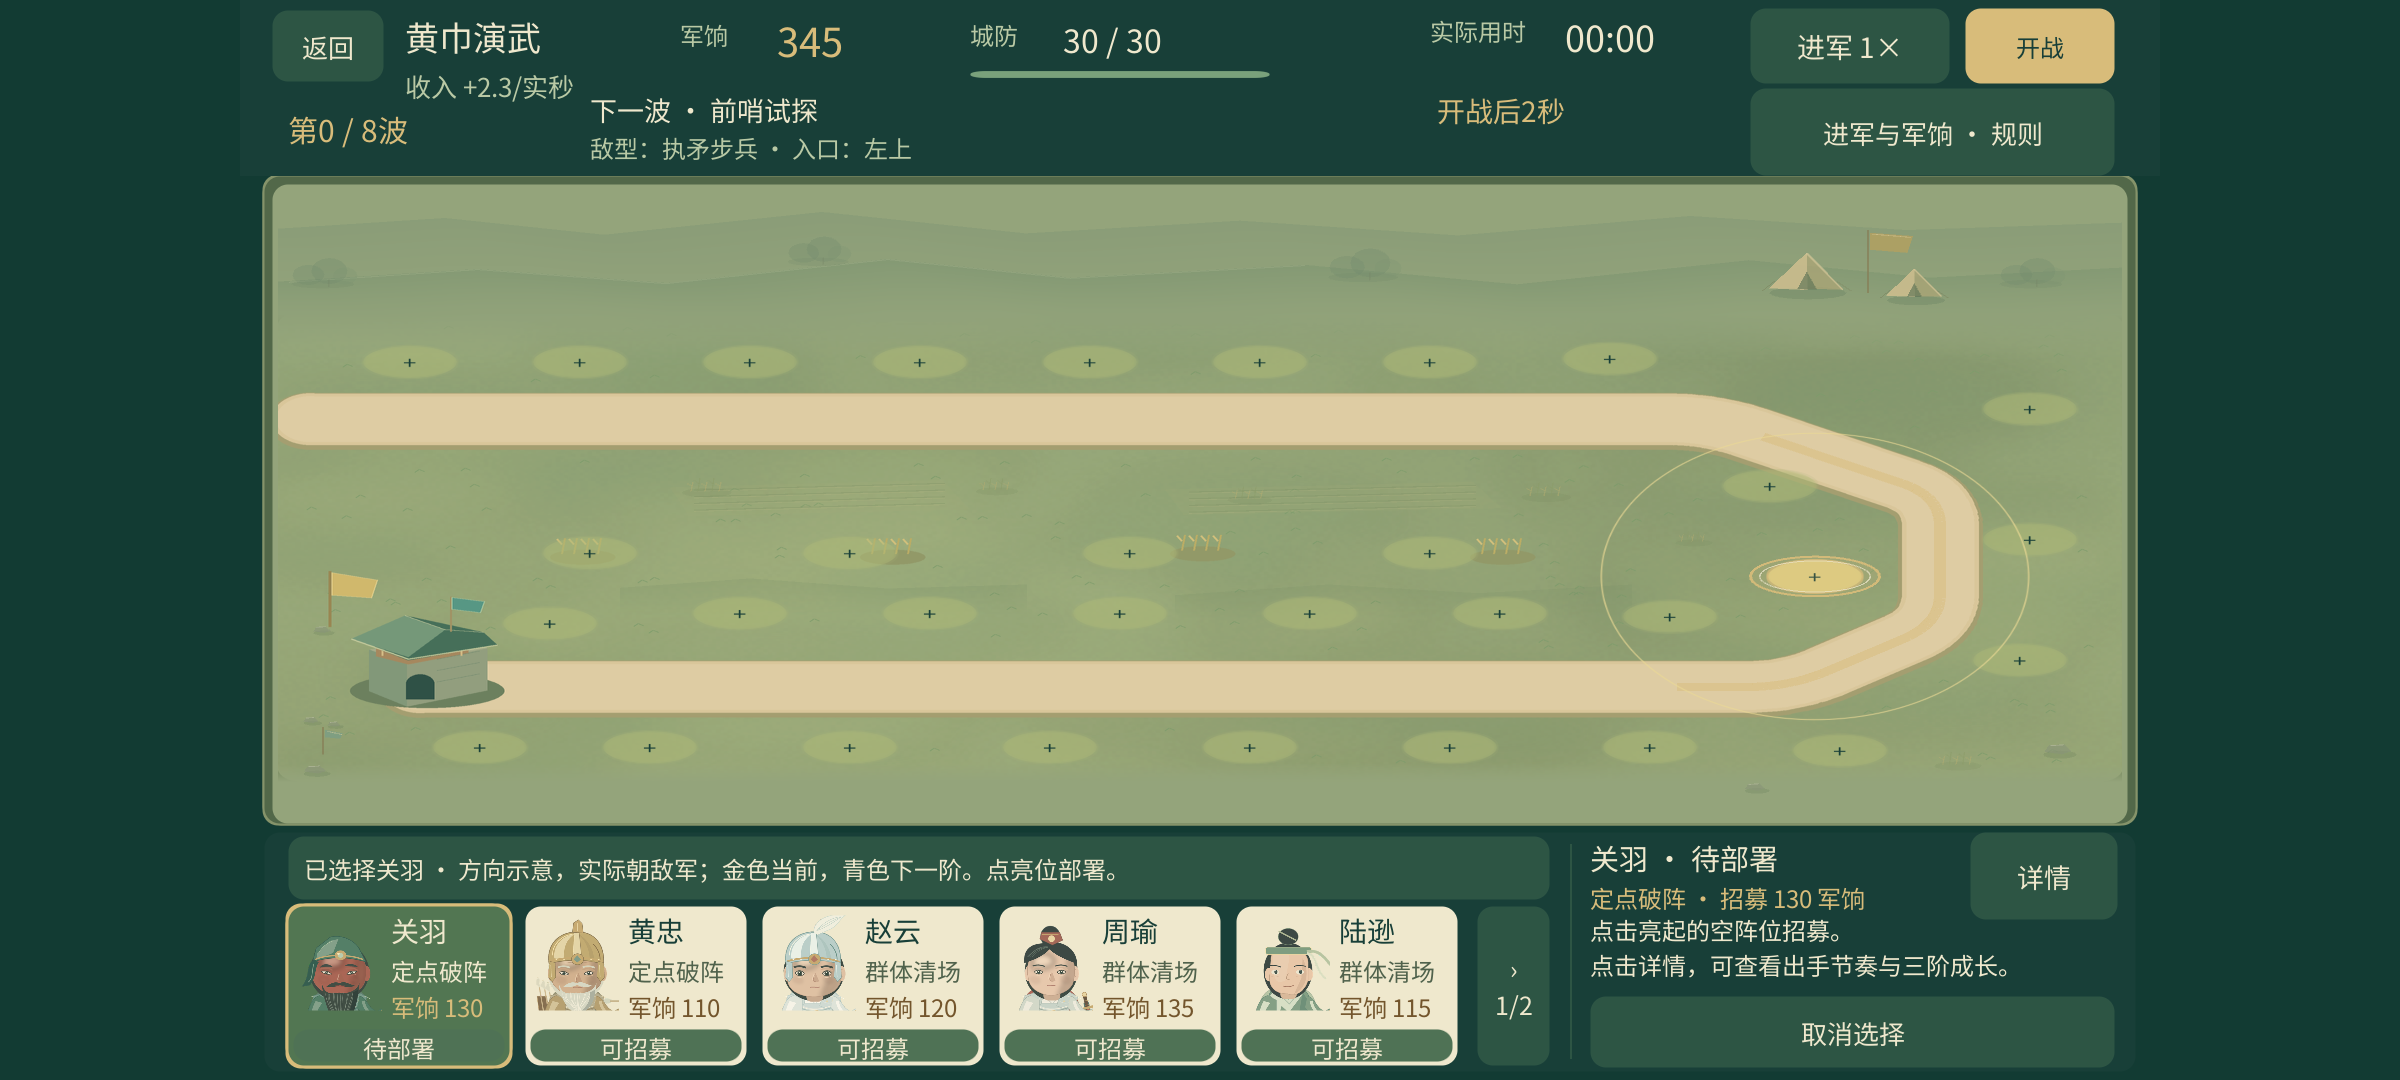 返回
黄巾演武
收入 +2.3/实秒
军饷
345
城防
30 / 30
实际用时
00:00
进军 1×
开战
第0 / 8波
下一波 · 前哨试探
敌型：执矛步兵 · 入口：左上
开战后2秒
进军与军饷 · 规则
已选择关羽 · 方向示意，实际朝敌军；金色当前，青色下一阶。点亮位部署。
关羽
定点破阵
军饷 130
待部署
黄忠
定点破阵
军饷 110
可招募
赵云
群体清场
军饷 120
可招募
周瑜
群体清场
军饷 135
可招募
陆逊
群体清场
军饷 115
可招募
›
1/2
关羽 · 待部署
定点破阵 · 招募 130 军饷
点击亮起的空阵位招募。
点击详情，可查看出手节奏与三阶成长。
详情
取消选择